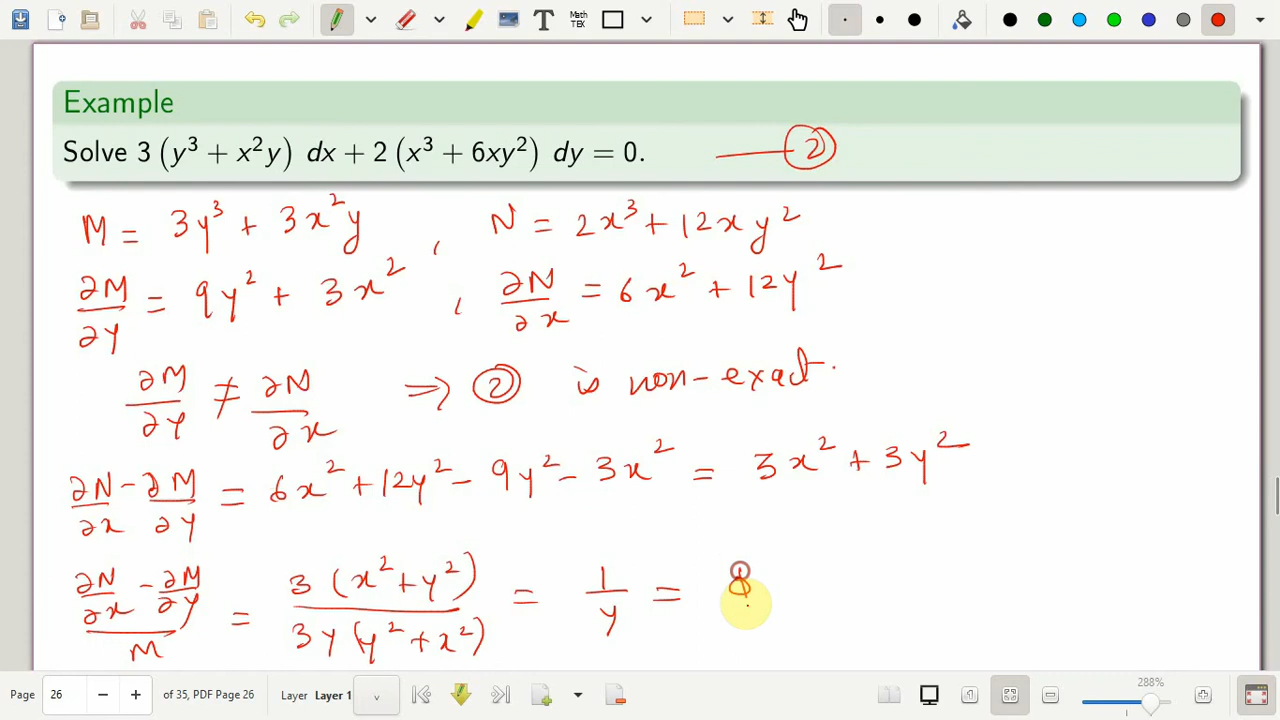 T Math TEX
Example
Solve 3 (y³ + x²y) dx + 2 (x³ + 6xy²) dy = 0. —— ②
M = 3y³ + 3x²y , N = 2x³ + 12xy²
∂M/∂y = 9y² + 3x² , ∂N/∂x = 6x² + 12y²
∂M/∂y ≠ ∂N/∂x ⇒ ② is non-exact.
∂N/∂x - ∂M/∂y = 6x² + 12y² - 9y² - 3x² = 3x² + 3y²
(∂N/∂x - ∂M/∂y)/M = 3 (x² + y²) / 3y (y² + x²) = 1/y =
Page 26 of 35, PDF Page 26 Layer Layer 1 288%